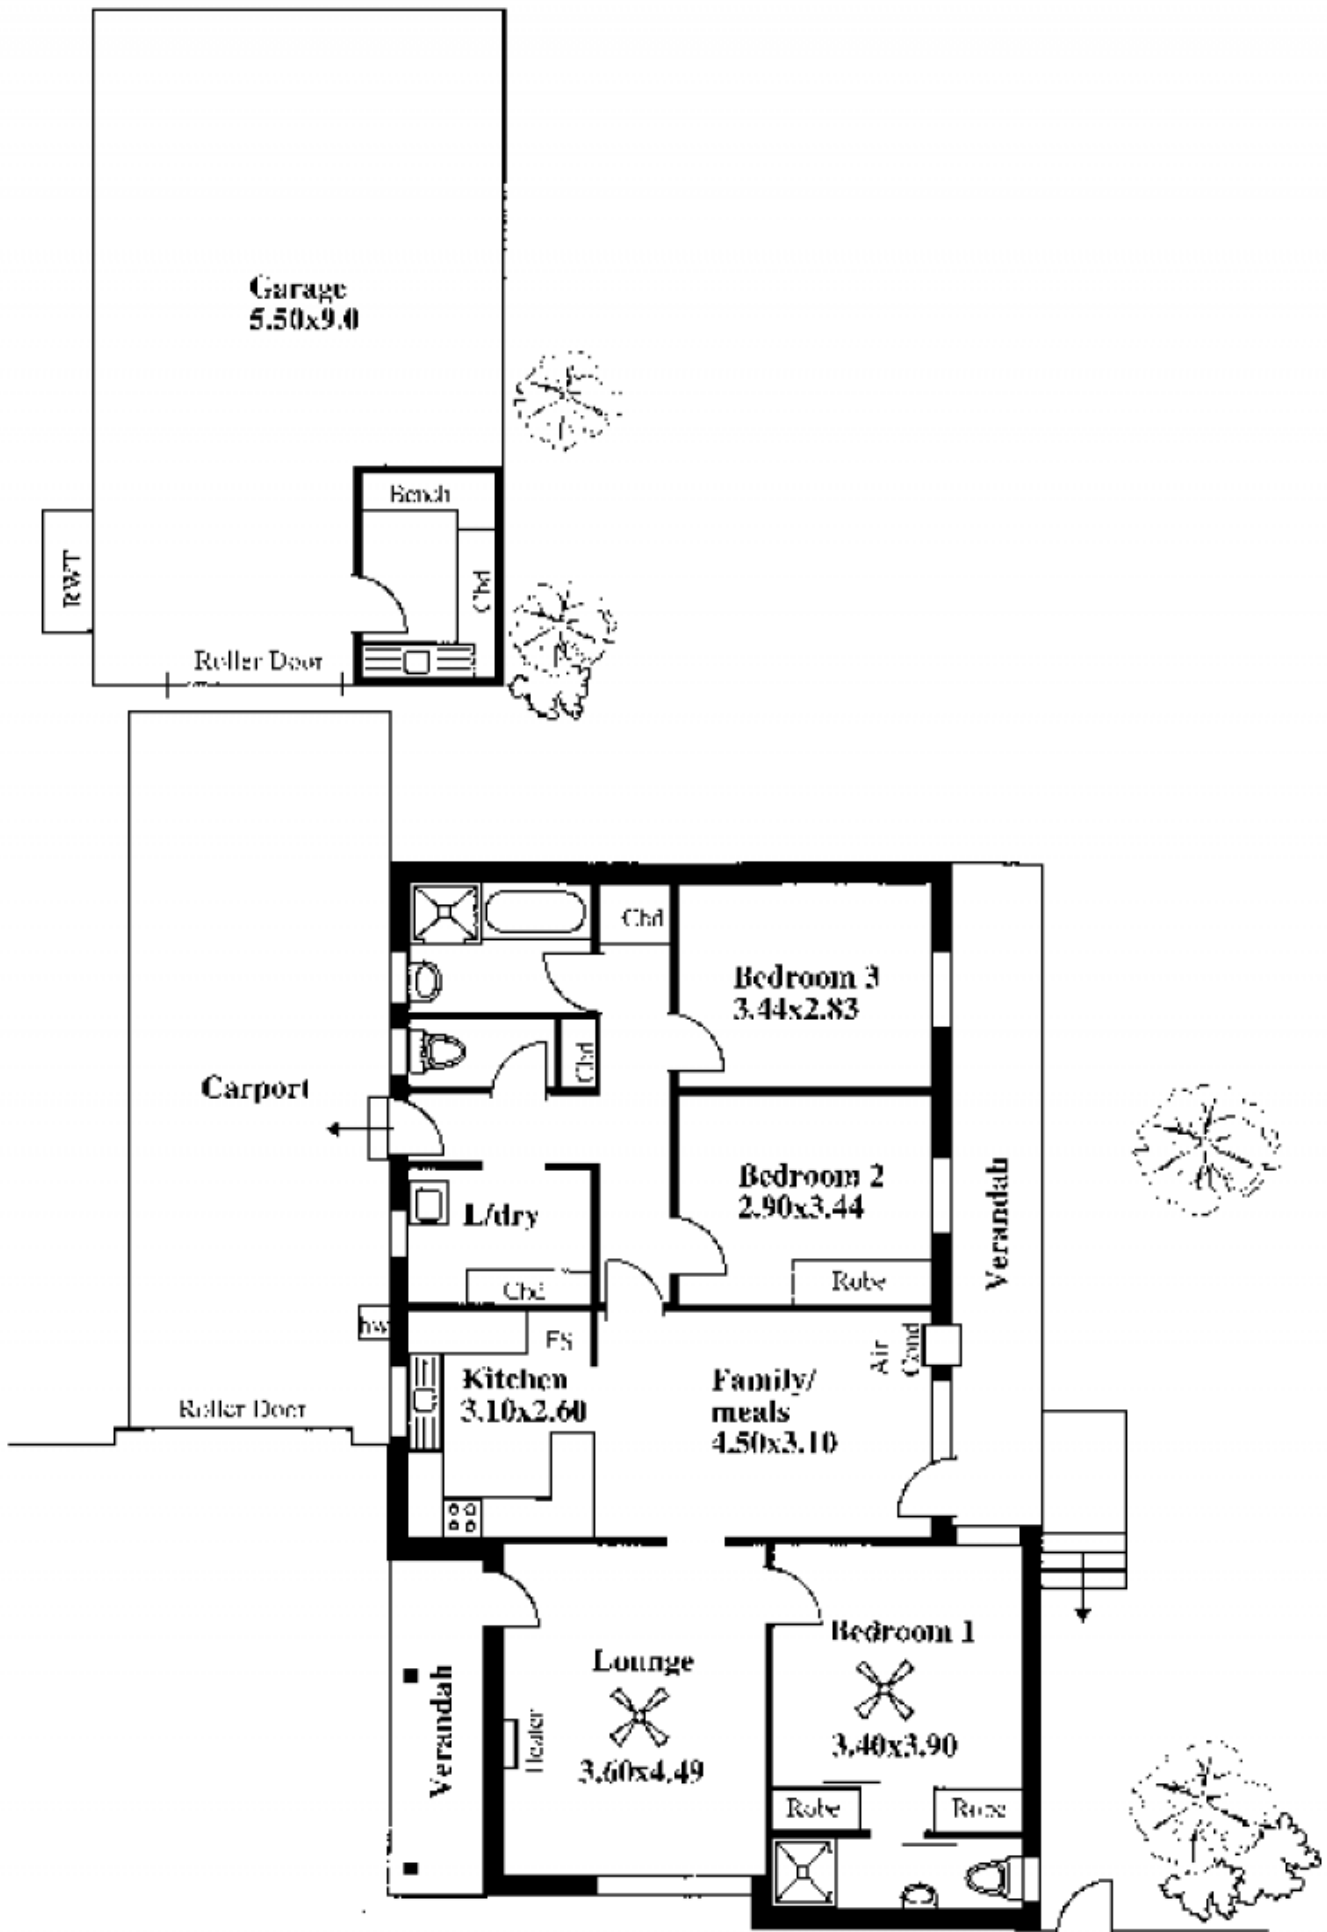 Garage
5.50x9.0
Bench
RWT
Cbd
Roller Door
Cbd
Bedroom 3
3.44x2.83
Cbd
Carport
Bedroom 2
2.90x3.44
Verandah
L/dry
Robe
Cbd
hw
FS
Air
Cond
Kitchen
3.10x2.60
Family/
meals
4.50x3.10
Roller Door
Bedroom 1
Lounge
Verandah
Heater
3.40x3.90
3.60x4.49
Robe
Robe